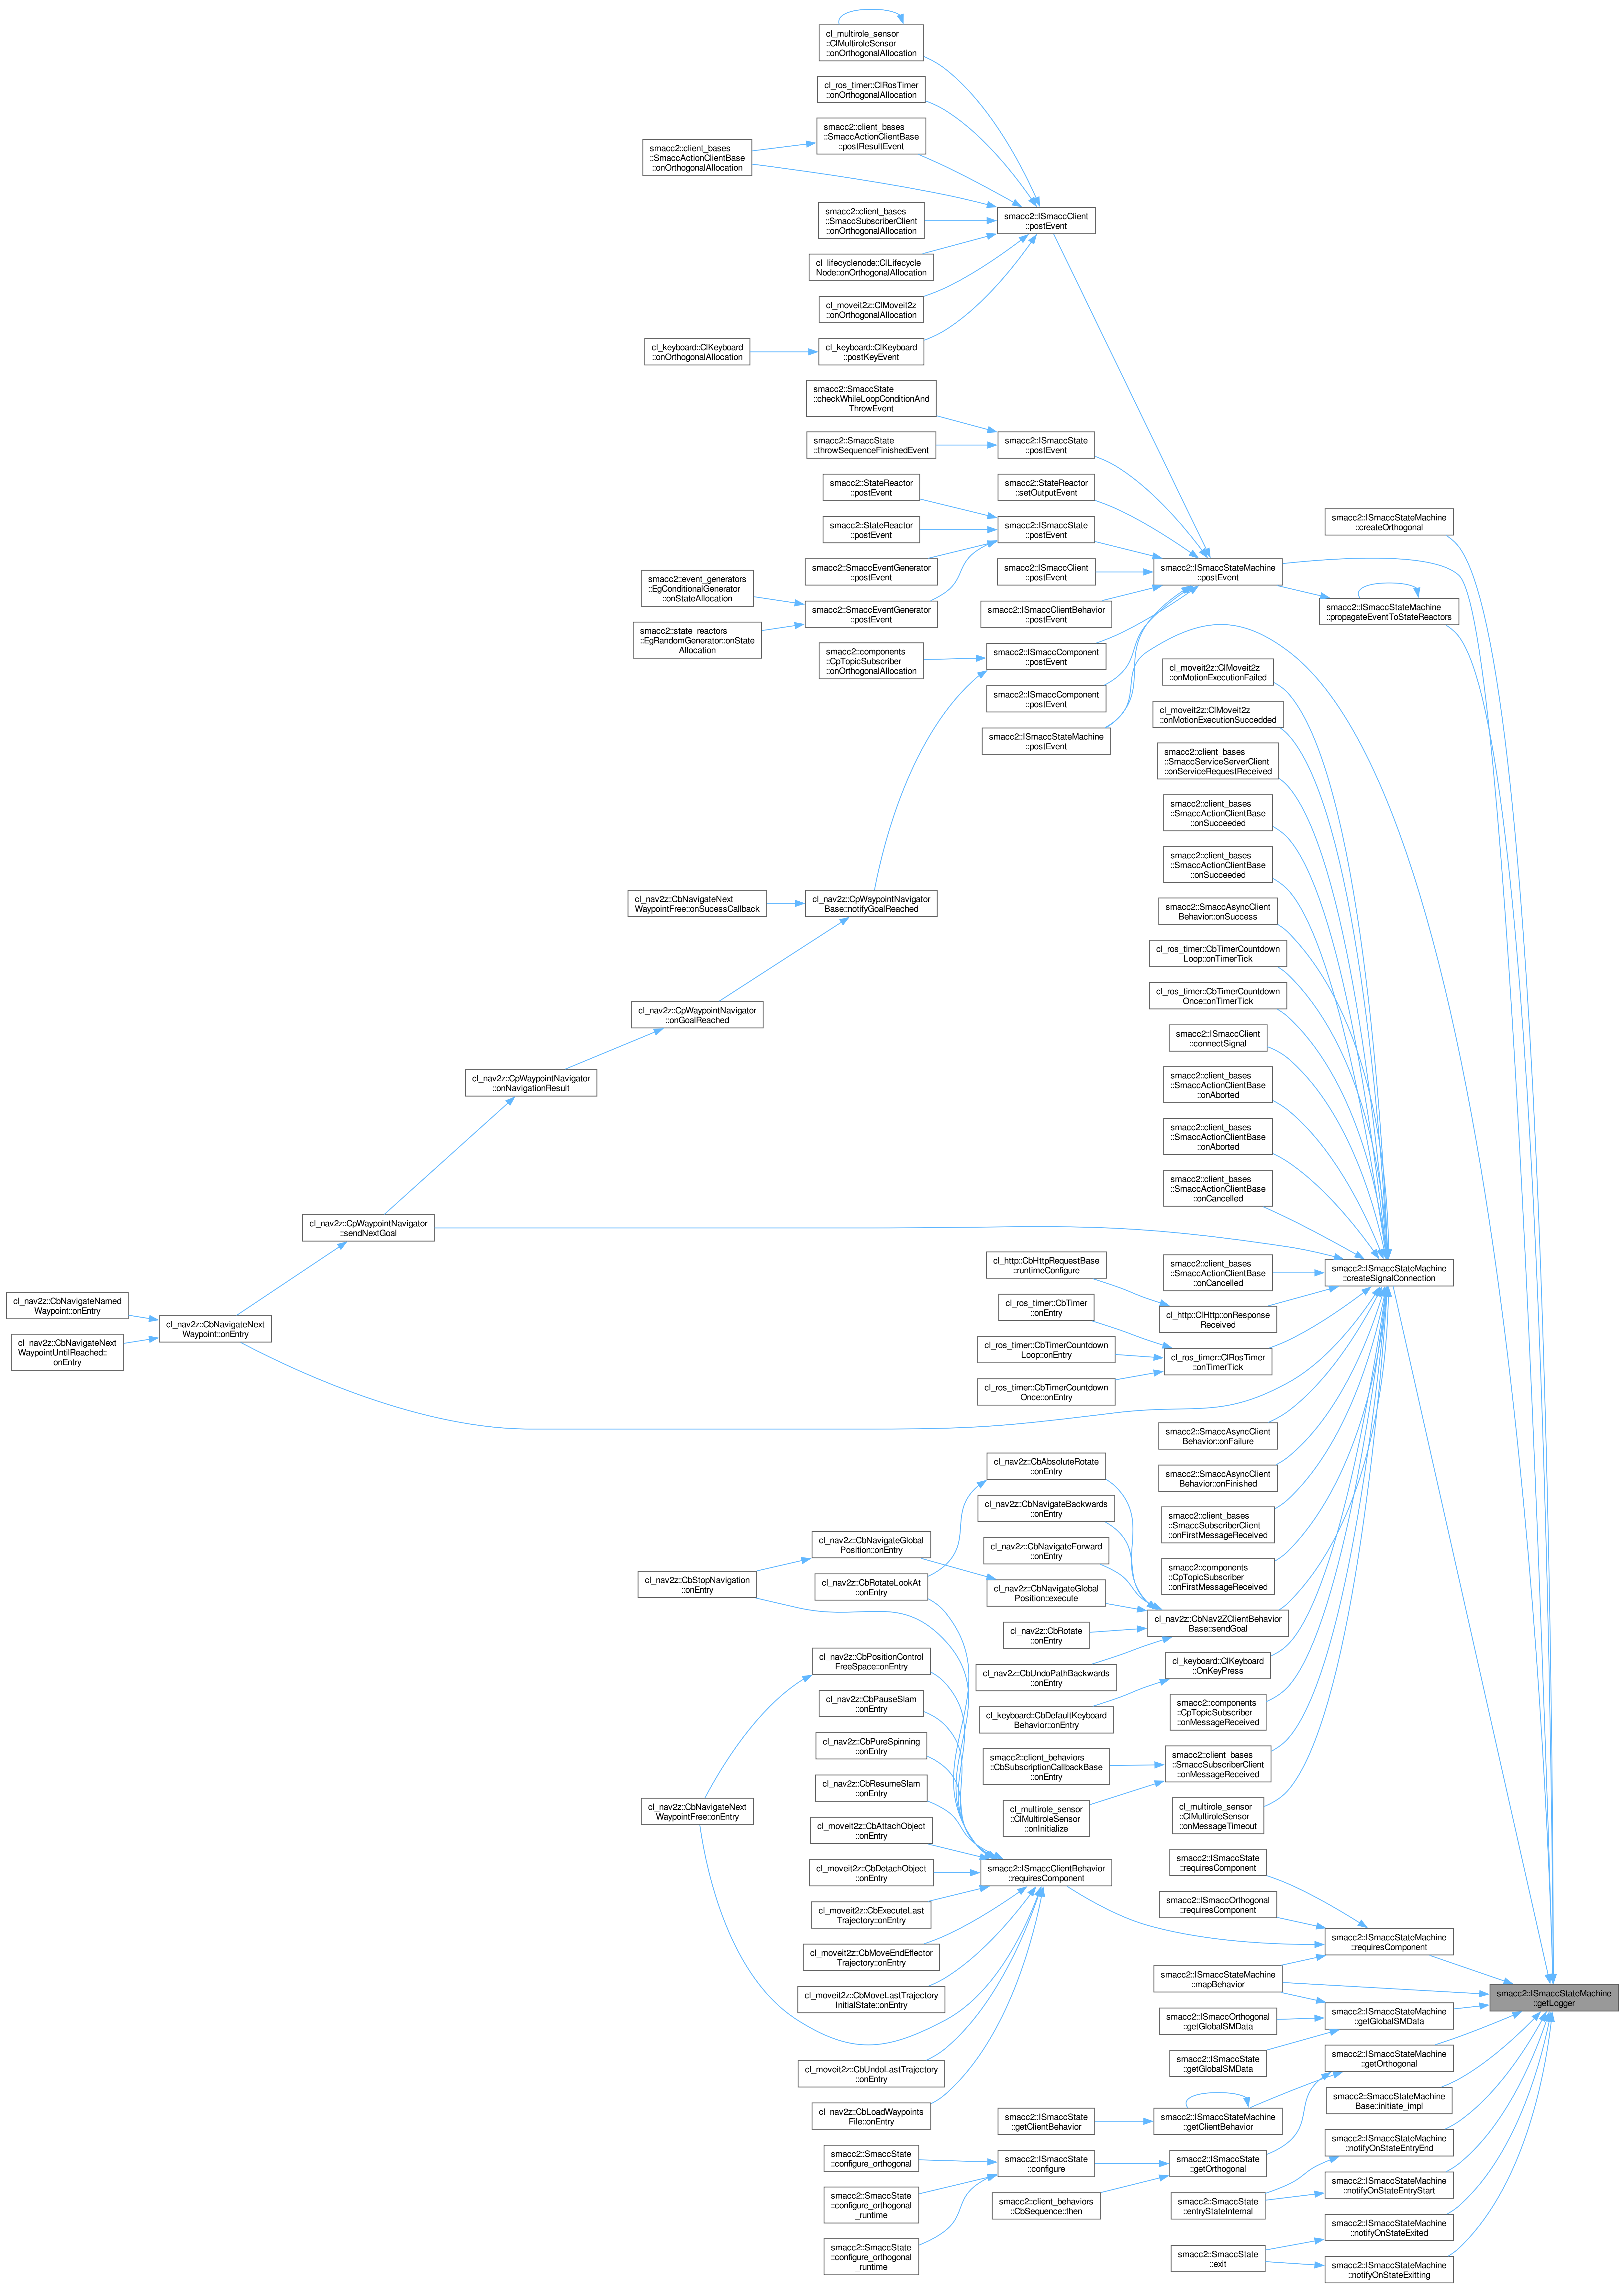 cl_multirole_sensor
::ClMultiroleSensor
::onOrthogonalAllocation
cl_ros_timer::ClRosTimer
::onOrthogonalAllocation
smacc2::client_bases
::SmaccActionClientBase
::postResultEvent
smacc2::client_bases
::SmaccActionClientBase
::onOrthogonalAllocation
smacc2::client_bases
::SmaccSubscriberClient
::onOrthogonalAllocation
smacc2::ISmaccClient
::postEvent
cl_lifecyclenode::ClLifecycle
Node::onOrthogonalAllocation
cl_moveit2z::ClMoveit2z
::onOrthogonalAllocation
cl_keyboard::ClKeyboard
::onOrthogonalAllocation
cl_keyboard::ClKeyboard
::postKeyEvent
smacc2::SmaccState
::checkWhileLoopConditionAnd
ThrowEvent
smacc2::SmaccState
::throwSequenceFinishedEvent
smacc2::ISmaccState
::postEvent
smacc2::StateReactor
::postEvent
smacc2::StateReactor
::setOutputEvent
smacc2::StateReactor
::postEvent
smacc2::ISmaccState
::postEvent
smacc2::ISmaccStateMachine
::createOrthogonal
smacc2::SmaccEventGenerator
::postEvent
smacc2::ISmaccClient
::postEvent
smacc2::ISmaccStateMachine
::postEvent
smacc2::event_generators
::EgConditionalGenerator
::onStateAllocation
smacc2::SmaccEventGenerator
::postEvent
smacc2::ISmaccClientBehavior
::postEvent
smacc2::ISmaccStateMachine
::propagateEventToStateReactors
smacc2::state_reactors
::EgRandomGenerator::onState
Allocation
smacc2::components
::CpTopicSubscriber
::onOrthogonalAllocation
smacc2::ISmaccComponent
::postEvent
smacc2::ISmaccComponent
::postEvent
smacc2::ISmaccStateMachine
::postEvent
cl_moveit2z::ClMoveit2z
::onMotionExecutionFailed
cl_moveit2z::ClMoveit2z
::onMotionExecutionSuccedded
smacc2::client_bases
::SmaccServiceServerClient
::onServiceRequestReceived
smacc2::client_bases
::SmaccActionClientBase
::onSucceeded
smacc2::client_bases
::SmaccActionClientBase
::onSucceeded
cl_nav2z::CbNavigateNext
WaypointFree::onSucessCallback
cl_nav2z::CpWaypointNavigator
Base::notifyGoalReached
smacc2::SmaccAsyncClient
Behavior::onSuccess
cl_ros_timer::CbTimerCountdown
Loop::onTimerTick
cl_ros_timer::CbTimerCountdown
Once::onTimerTick
cl_nav2z::CpWaypointNavigator
::onGoalReached
smacc2::ISmaccClient
::connectSignal
cl_nav2z::CpWaypointNavigator
::onNavigationResult
smacc2::client_bases
::SmaccActionClientBase
::onAborted
smacc2::client_bases
::SmaccActionClientBase
::onAborted
smacc2::client_bases
::SmaccActionClientBase
::onCancelled
cl_nav2z::CpWaypointNavigator
::sendNextGoal
cl_http::CbHttpRequestBase
::runtimeConfigure
smacc2::client_bases
::SmaccActionClientBase
::onCancelled
smacc2::ISmaccStateMachine
::createSignalConnection
cl_nav2z::CbNavigateNamed
Waypoint::onEntry
cl_nav2z::CbNavigateNext
Waypoint::onEntry
cl_ros_timer::CbTimer
::onEntry
cl_http::ClHttp::onResponse
Received
cl_nav2z::CbNavigateNext
WaypointUntilReached::
onEntry
cl_ros_timer::CbTimerCountdown
Loop::onEntry
cl_ros_timer::ClRosTimer
::onTimerTick
cl_ros_timer::CbTimerCountdown
Once::onEntry
smacc2::SmaccAsyncClient
Behavior::onFailure
cl_nav2z::CbAbsoluteRotate
::onEntry
smacc2::SmaccAsyncClient
Behavior::onFinished
cl_nav2z::CbNavigateBackwards
::onEntry
smacc2::client_bases
::SmaccSubscriberClient
::onFirstMessageReceived
cl_nav2z::CbNavigateGlobal
Position::onEntry
cl_nav2z::CbNavigateForward
::onEntry
smacc2::components
::CpTopicSubscriber
::onFirstMessageReceived
cl_nav2z::CbStopNavigation
::onEntry
cl_nav2z::CbRotateLookAt
::onEntry
cl_nav2z::CbNavigateGlobal
Position::execute
cl_nav2z::CbNav2ZClientBehavior
Base::sendGoal
cl_nav2z::CbRotate
::onEntry
cl_nav2z::CbPositionControl
FreeSpace::onEntry
cl_nav2z::CbUndoPathBackwards
::onEntry
cl_keyboard::ClKeyboard
::OnKeyPress
cl_nav2z::CbPauseSlam
::onEntry
cl_keyboard::CbDefaultKeyboard
Behavior::onEntry
smacc2::components
::CpTopicSubscriber
::onMessageReceived
cl_nav2z::CbPureSpinning
::onEntry
smacc2::client_behaviors
::CbSubscriptionCallbackBase
::onEntry
smacc2::client_bases
::SmaccSubscriberClient
::onMessageReceived
cl_nav2z::CbResumeSlam
::onEntry
cl_nav2z::CbNavigateNext
WaypointFree::onEntry
cl_multirole_sensor
::ClMultiroleSensor
::onInitialize
cl_multirole_sensor
::ClMultiroleSensor
::onMessageTimeout
cl_moveit2z::CbAttachObject
::onEntry
cl_moveit2z::CbDetachObject
::onEntry
smacc2::ISmaccClientBehavior
::requiresComponent
smacc2::ISmaccState
::requiresComponent
cl_moveit2z::CbExecuteLast
Trajectory::onEntry
smacc2::ISmaccOrthogonal
::requiresComponent
cl_moveit2z::CbMoveEndEffector
Trajectory::onEntry
smacc2::ISmaccStateMachine
::requiresComponent
cl_moveit2z::CbMoveLastTrajectory
InitialState::onEntry
smacc2::ISmaccStateMachine
::mapBehavior
smacc2::ISmaccStateMachine
::getLogger
smacc2::ISmaccOrthogonal
::getGlobalSMData
smacc2::ISmaccStateMachine
::getGlobalSMData
cl_moveit2z::CbUndoLastTrajectory
::onEntry
smacc2::ISmaccState
::getGlobalSMData
smacc2::ISmaccStateMachine
::getOrthogonal
cl_nav2z::CbLoadWaypoints
File::onEntry
smacc2::ISmaccState
::getClientBehavior
smacc2::ISmaccStateMachine
::getClientBehavior
smacc2::SmaccStateMachine
Base::initiate_impl
smacc2::SmaccState
::configure_orthogonal
smacc2::ISmaccState
::configure
smacc2::ISmaccState
::getOrthogonal
smacc2::ISmaccStateMachine
::notifyOnStateEntryEnd
smacc2::SmaccState
::configure_orthogonal
_runtime
smacc2::client_behaviors
::CbSequence::then
smacc2::SmaccState
::entryStateInternal
smacc2::ISmaccStateMachine
::notifyOnStateEntryStart
smacc2::SmaccState
::configure_orthogonal
_runtime
smacc2::SmaccState
::exit
smacc2::ISmaccStateMachine
::notifyOnStateExited
smacc2::ISmaccStateMachine
::notifyOnStateExitting